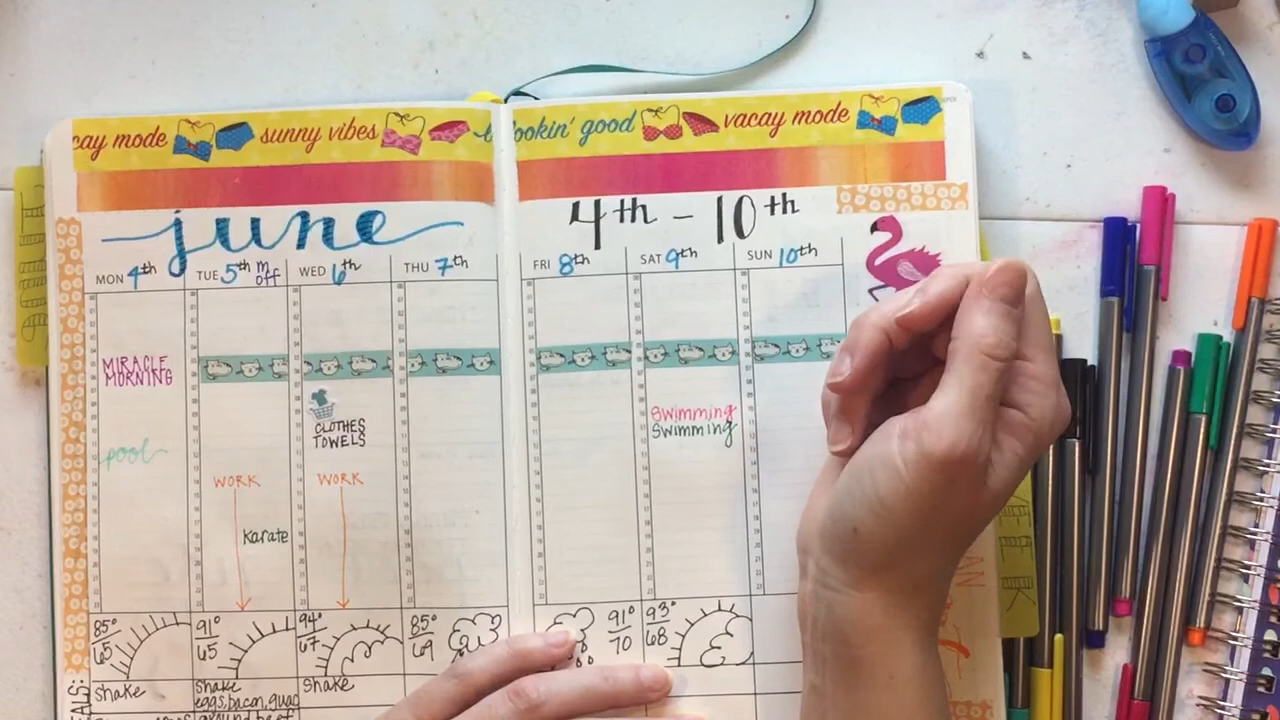 cay mode sunny vibes lookin' good vacay mode
june 4th - 10th
MON 4th TUE 5th m off WED 6th THU 7th FRI 8th SAT 9th SUN 10th
MIRACLE
MORNING
pool
WORK
Karate
CLOTHES
TOWELS
WORK
Swimming
Swimming
85° 91° 94° 85° 91° 93°
65 65 67 69 70 68
Shake Shake Shake
eggs, bacon, guac
ground beef